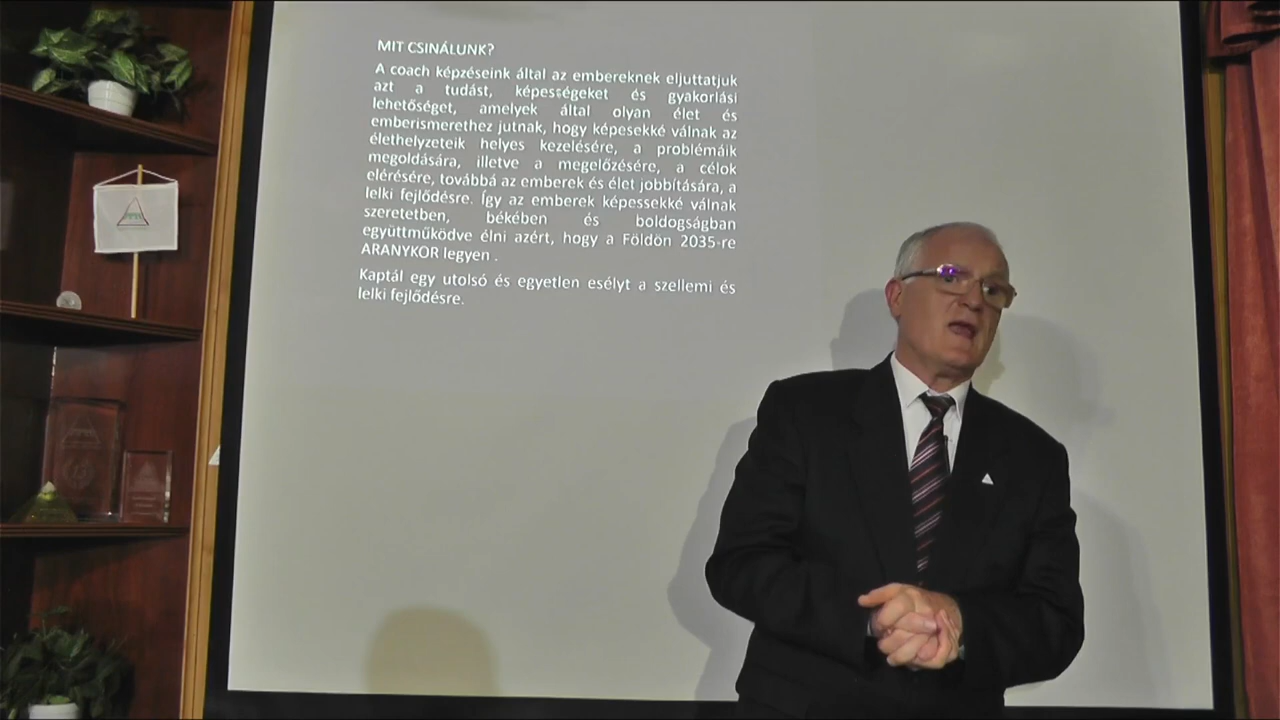 MIT CSINÁLUNK?
A coach képzéseink által az embereknek eljuttatjuk
azt a tudást, képességeket és gyakorlási
lehetőséget, amelyek által olyan élet és
emberismerethez jutnak, hogy képesekké válnak az
élethelyzeteik helyes kezelésére, a problémáik
megoldására, illetve a megelőzésére, a célok
elérésére, továbbá az emberek és élet jobbítására, a
lelki fejlődésre. Így az emberek képessekké válnak
szeretetben, békében és boldogságban
együttműködve élni azért, hogy a Földön 2035-re
ARANYKOR legyen .
Kaptál egy utolsó és egyetlen esélyt a szellemi és
lelki fejlődésre.